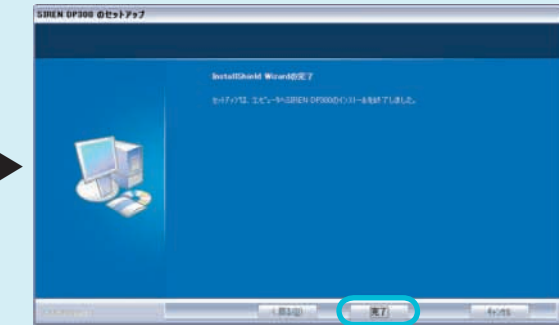 SIREN DP300 のセットアップ
InstallShield Wizardの完了
セットアップは、コンピュータへSIREN DP300のインストールを終了しました。
< 戻る(B)
完了
キャンセル